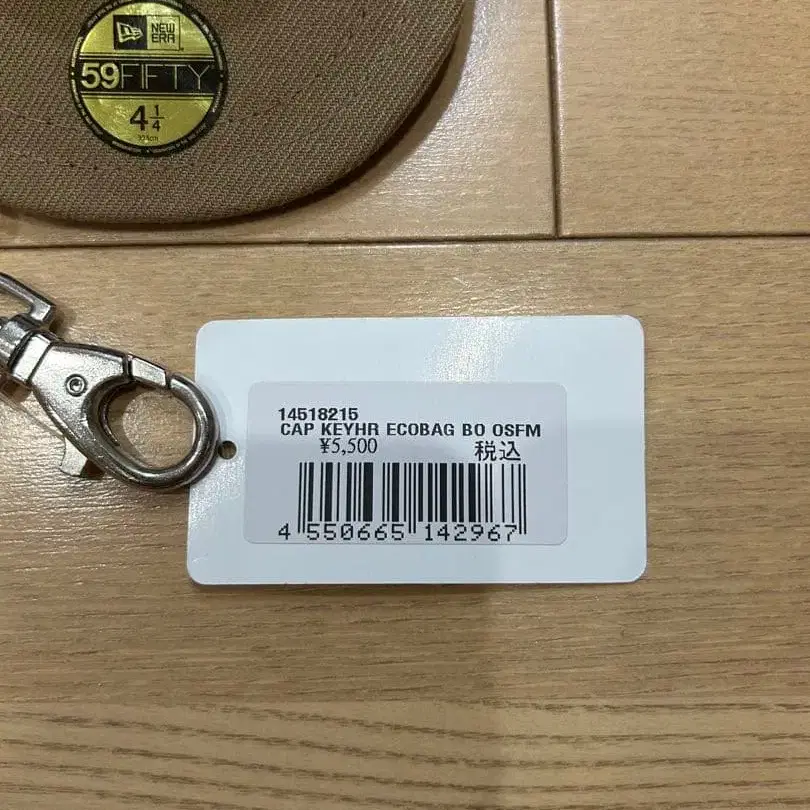 NEW
ERA
59FIFTY
4 1/4
14518215
CAP KEYHR ECOBAG BO OSFM
¥5,500 税込
4 550665 142967